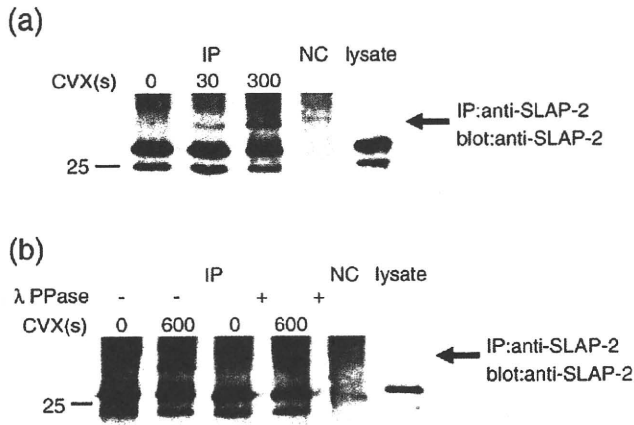 (a)
IP NC lysate
CVX(s) 0 30 300
IP:anti-SLAP-2
blot:anti-SLAP-2
25
(b)
IP NC lysate
λ PPase - - + +
CVX(s) 0 600 0 600
IP:anti-SLAP-2
blot:anti-SLAP-2
25